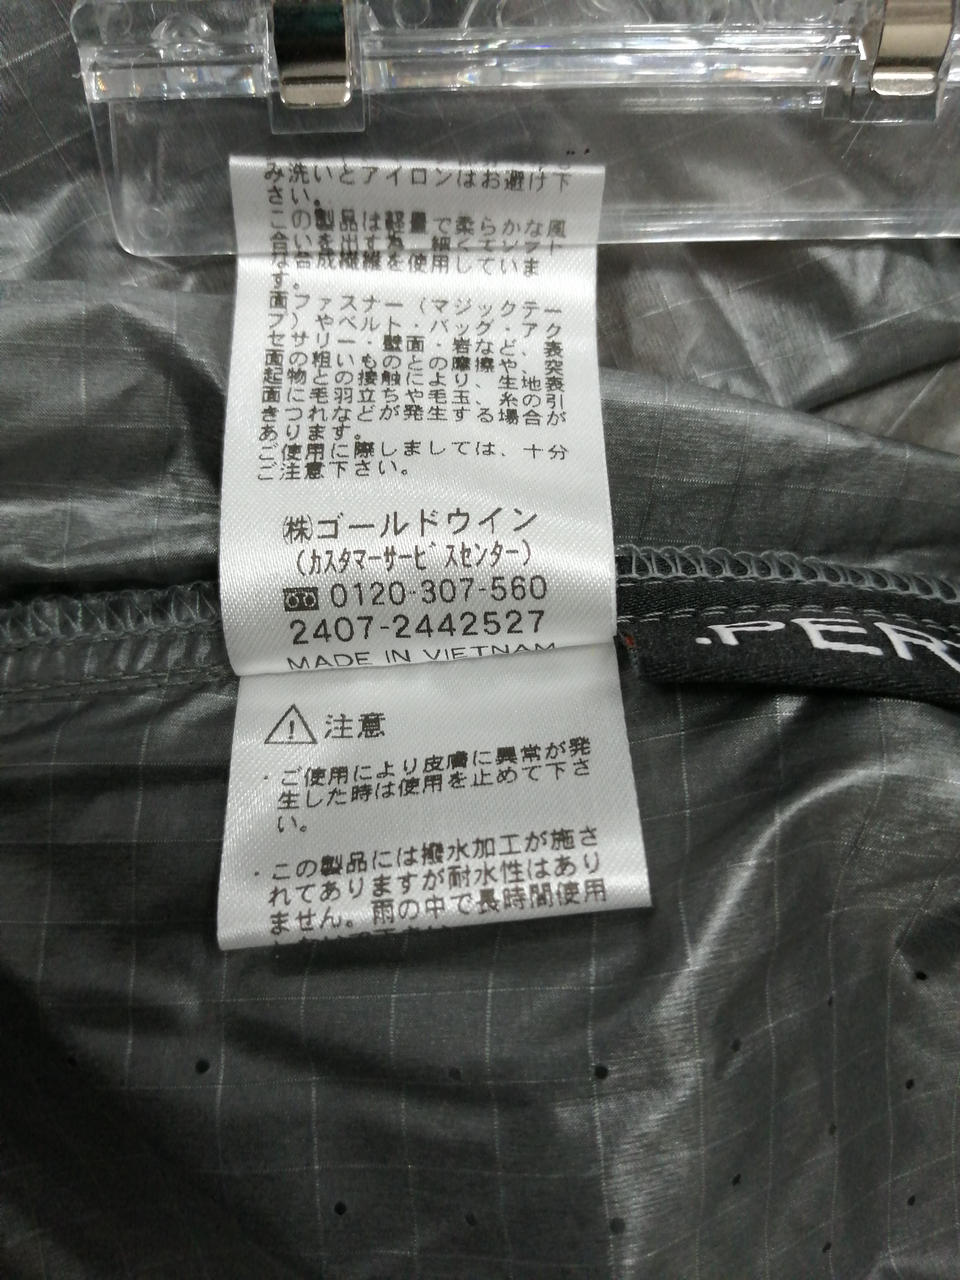 み洗いとアイロンはお避け下
さい。
この製品は軽量で柔らかな風
合いを出す為、細くてソフト
な合成繊維を使用していま
す。
面ファスナー（マジックテー
プ）やベルト・バッグ・アク
セサリー・壁面・岩など、表
面の粗いものとの摩擦や、突
起物との接触により、生地表
面に毛羽立ちや毛玉、糸の引
きつれなどが発生する場合が
あります。
ご使用に際しましては、十分
ご注意下さい。
㈱ゴールドウイン
(カスタマーサービスセンター)
0120-307-560
2407-2442527
MADE IN VIETNAM
.PER
注意
・ご使用により皮膚に異常が発
生した時は使用を止めて下さ
い。
・この製品には撥水加工が施さ
れてありますが耐水性はあり
ません。雨の中で長時間使用